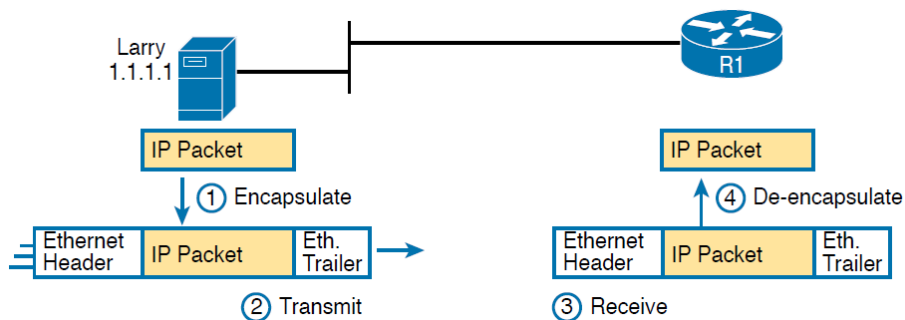 Larry
1.1.1.1
R1
IP Packet
IP Packet
1 Encapsulate
4 De-encapsulate
Ethernet
Header
IP Packet
Eth.
Trailer
Ethernet
Header
IP Packet
Eth.
Trailer
2 Transmit
3 Receive